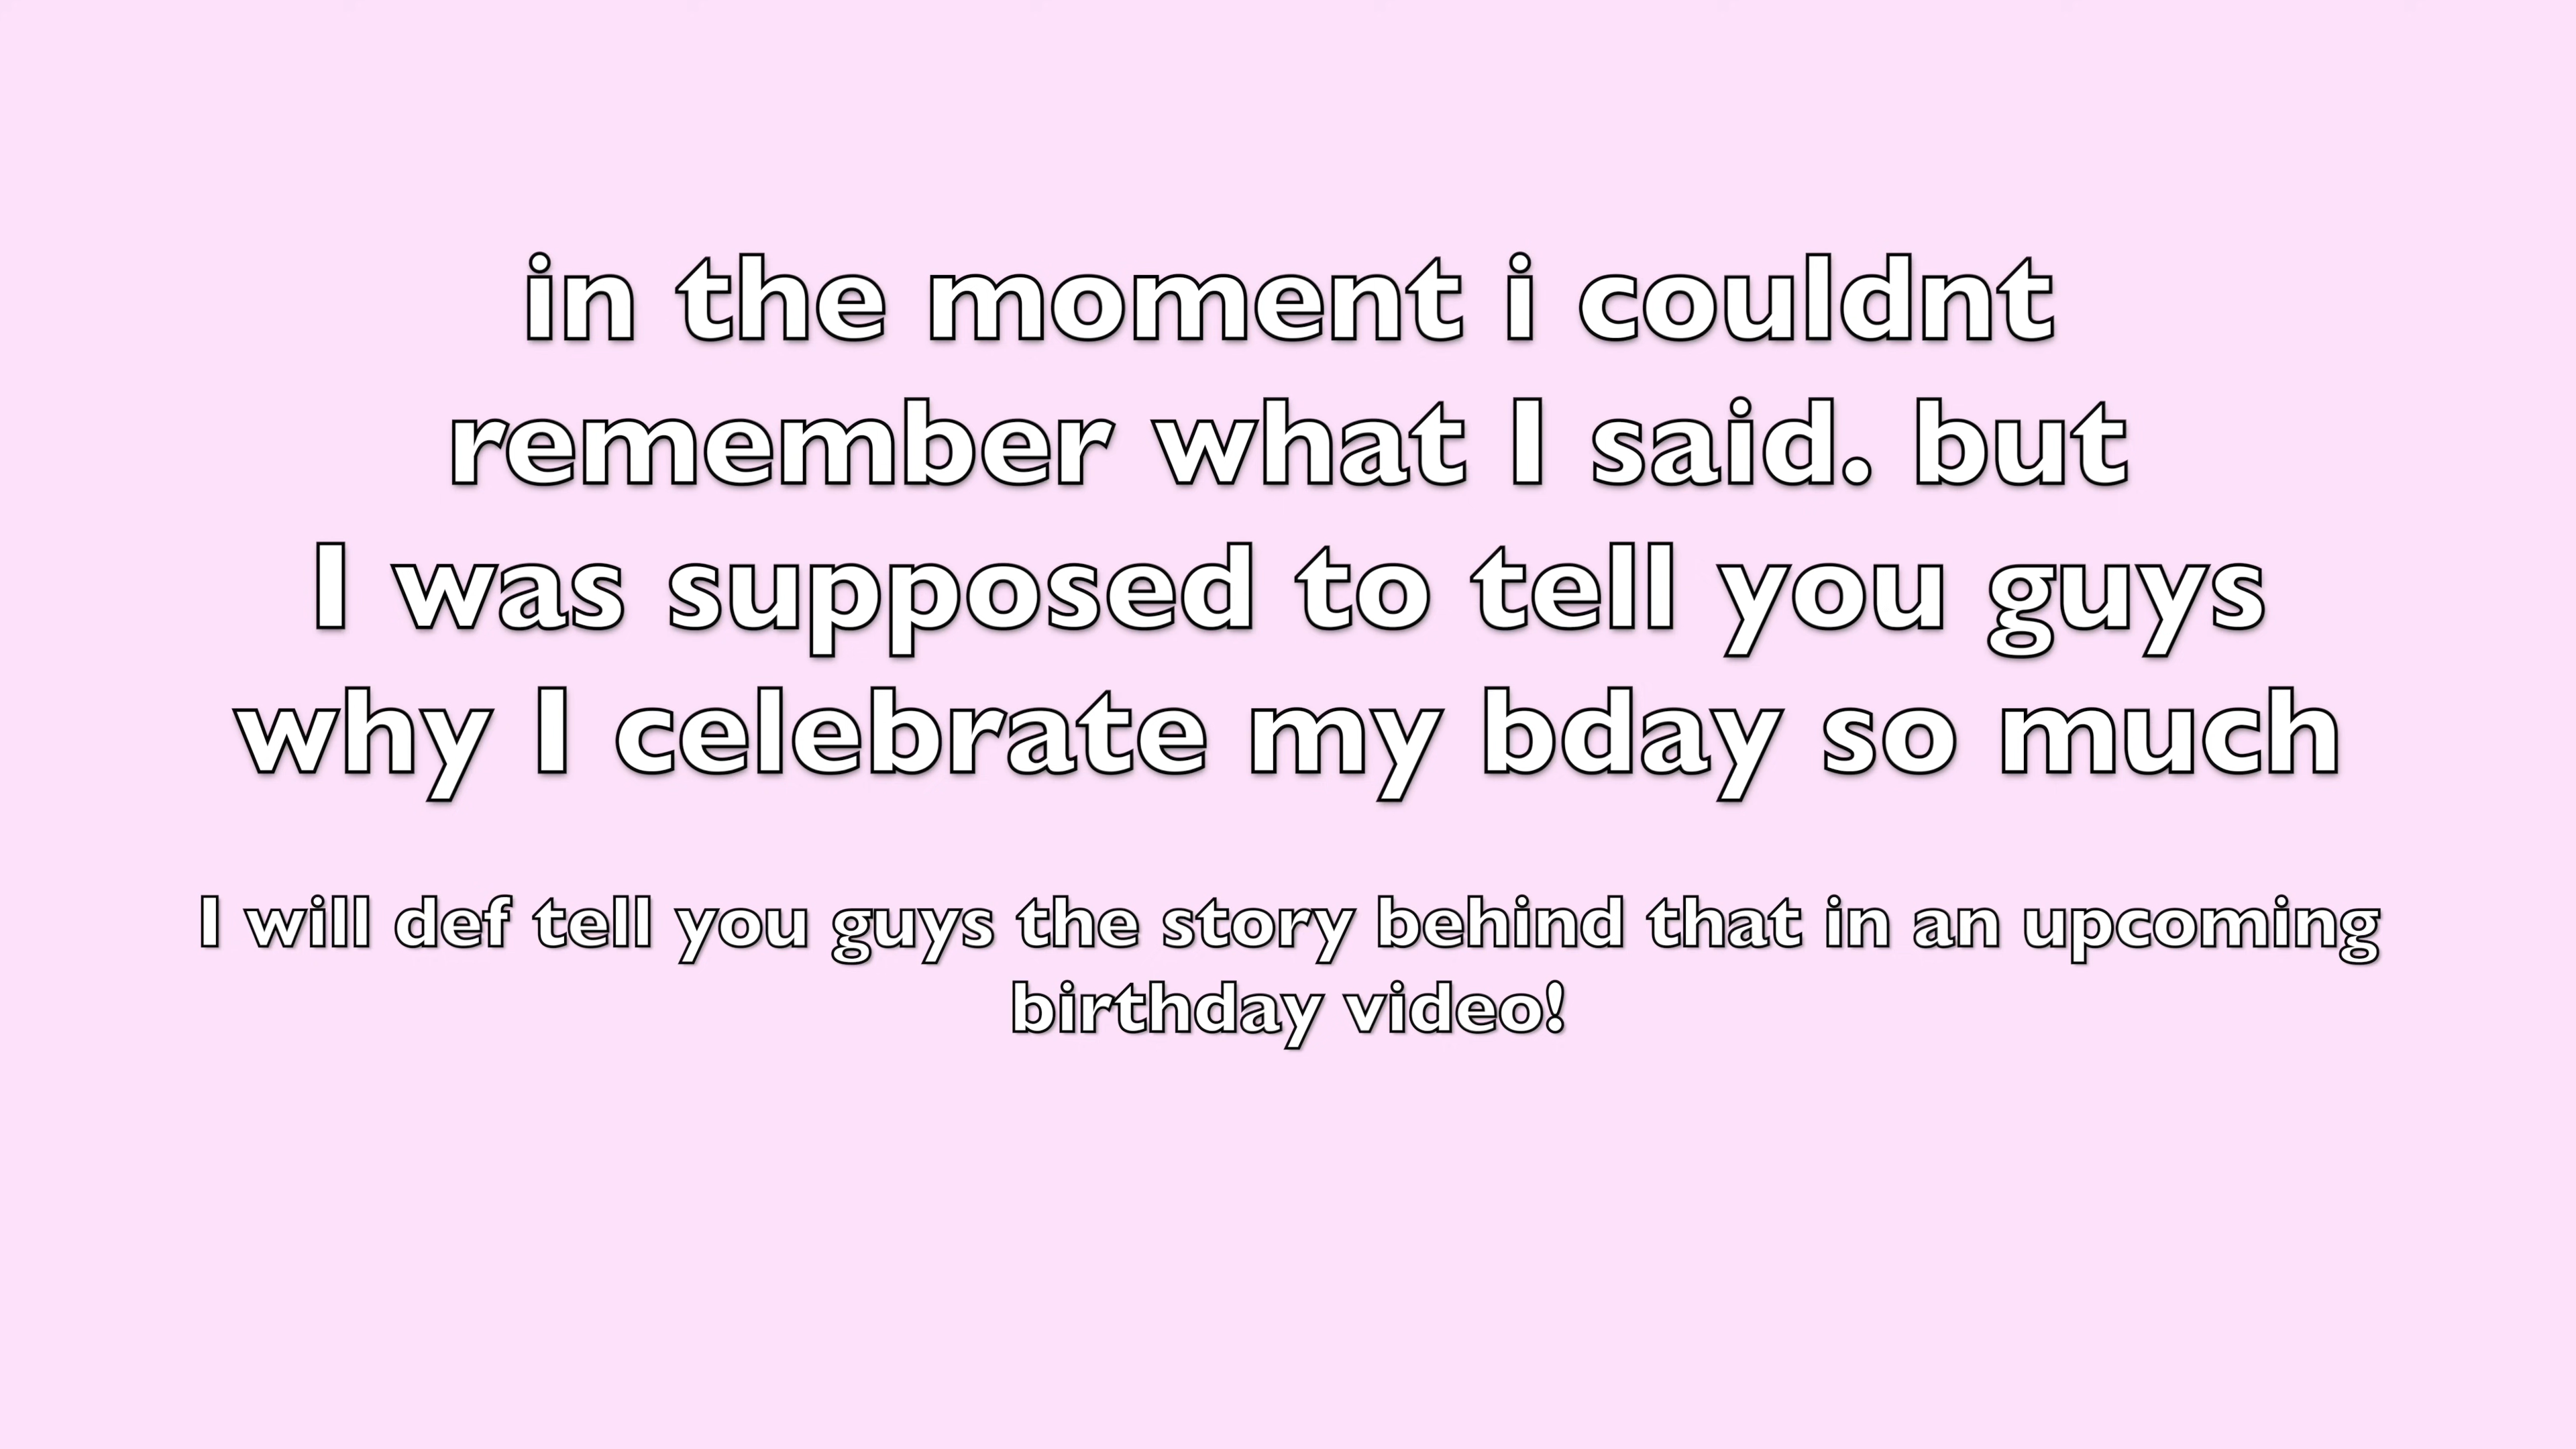 in the moment i couldnt
remember what I said. but
I was supposed to tell you guys
why I celebrate my bday so much
I will def tell you guys the story behind that in an upcoming
birthday video!